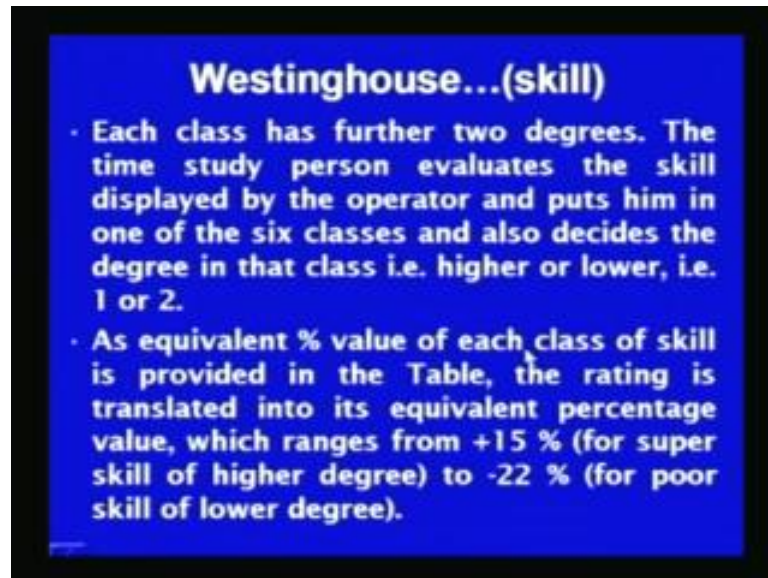 Westinghouse...(skill)
· Each class has further two degrees. The
time study person evaluates the skill
displayed by the operator and puts him in
one of the six classes and also decides the
degree in that class i.e. higher or lower, i.e.
1 or 2.
· As equivalent % value of each class of skill
is provided in the Table, the rating is
translated into its equivalent percentage
value, which ranges from +15 % (for super
skill of higher degree) to -22 % (for poor
skill of lower degree).